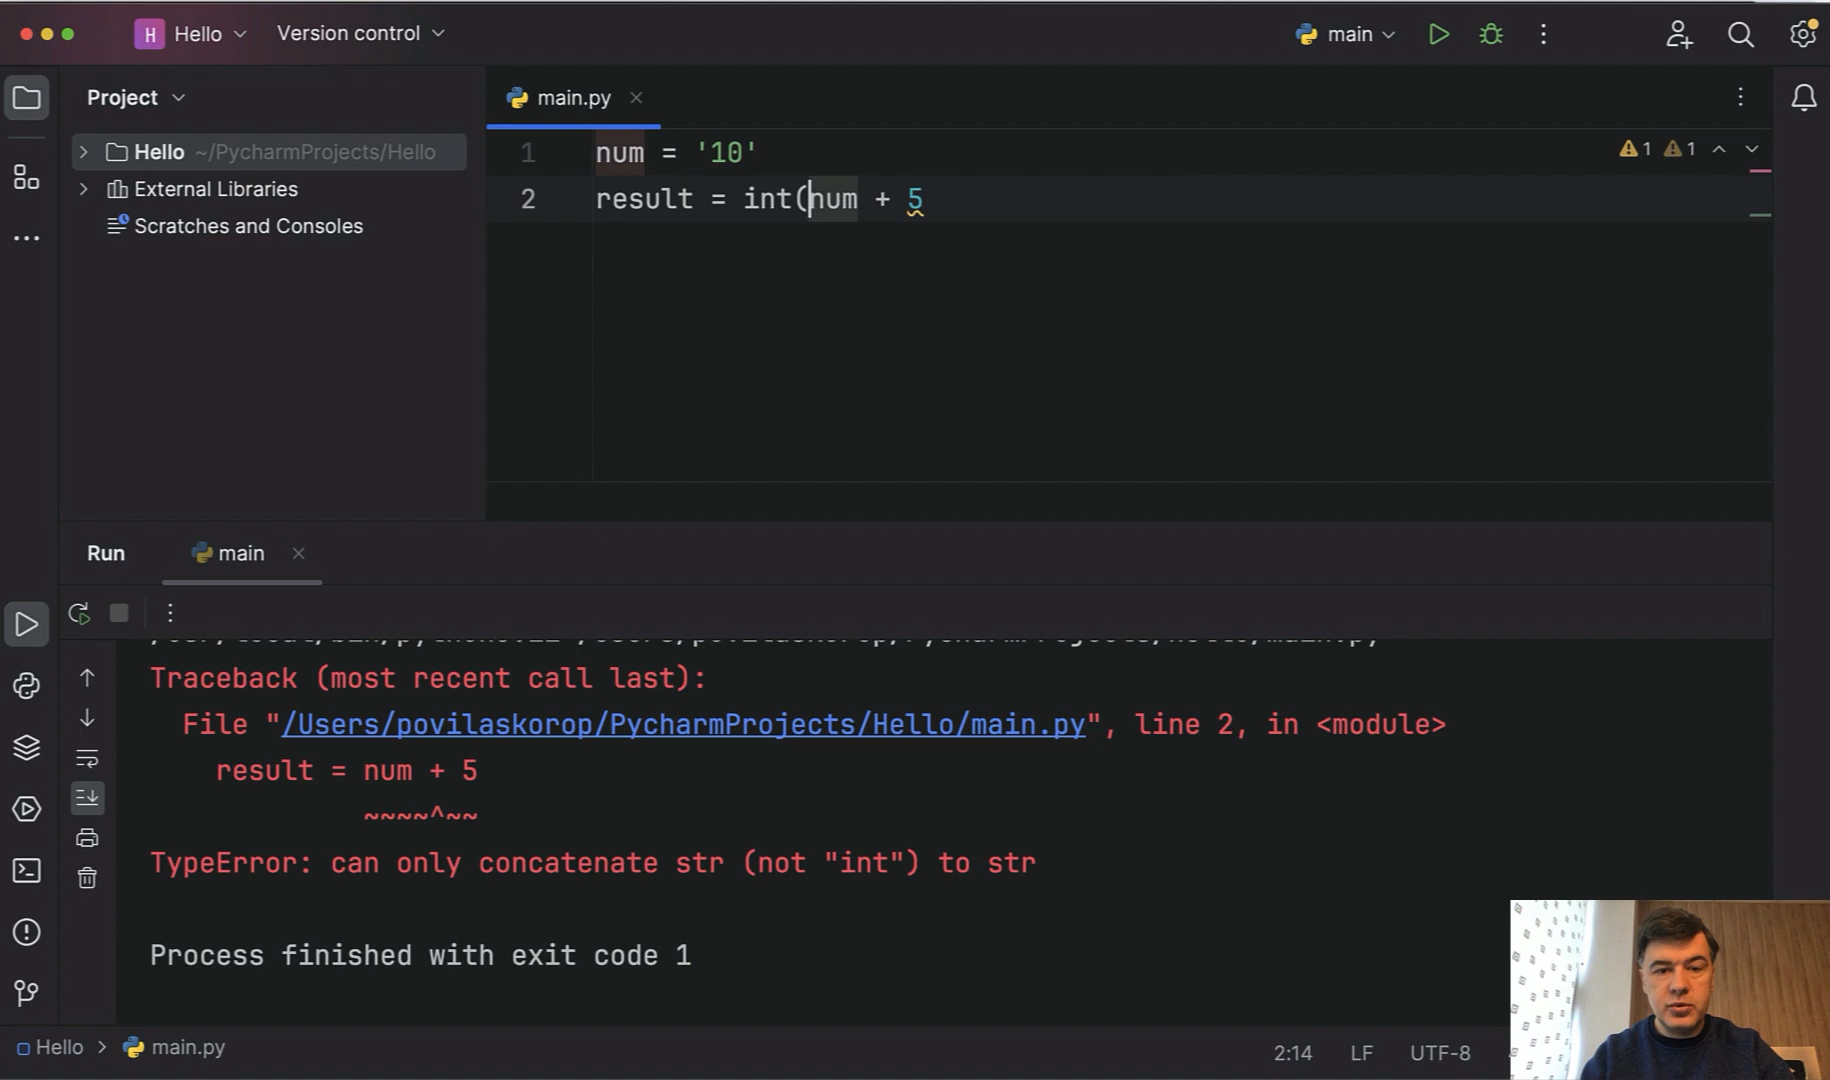 H Hello
Version control
main
Project
main.py
Hello ~/PycharmProjects/Hello
External Libraries
Scratches and Consoles
1 num = '10'
2 result = int(num + 5
1 1
Run
main
Traceback (most recent call last):
File "/Users/povilaskorop/PycharmProjects/Hello/main.py", line 2, in <module>
result = num + 5
~~~~^~~
TypeError: can only concatenate str (not "int") to str
Process finished with exit code 1
Hello > main.py
2:14 LF UTF-8